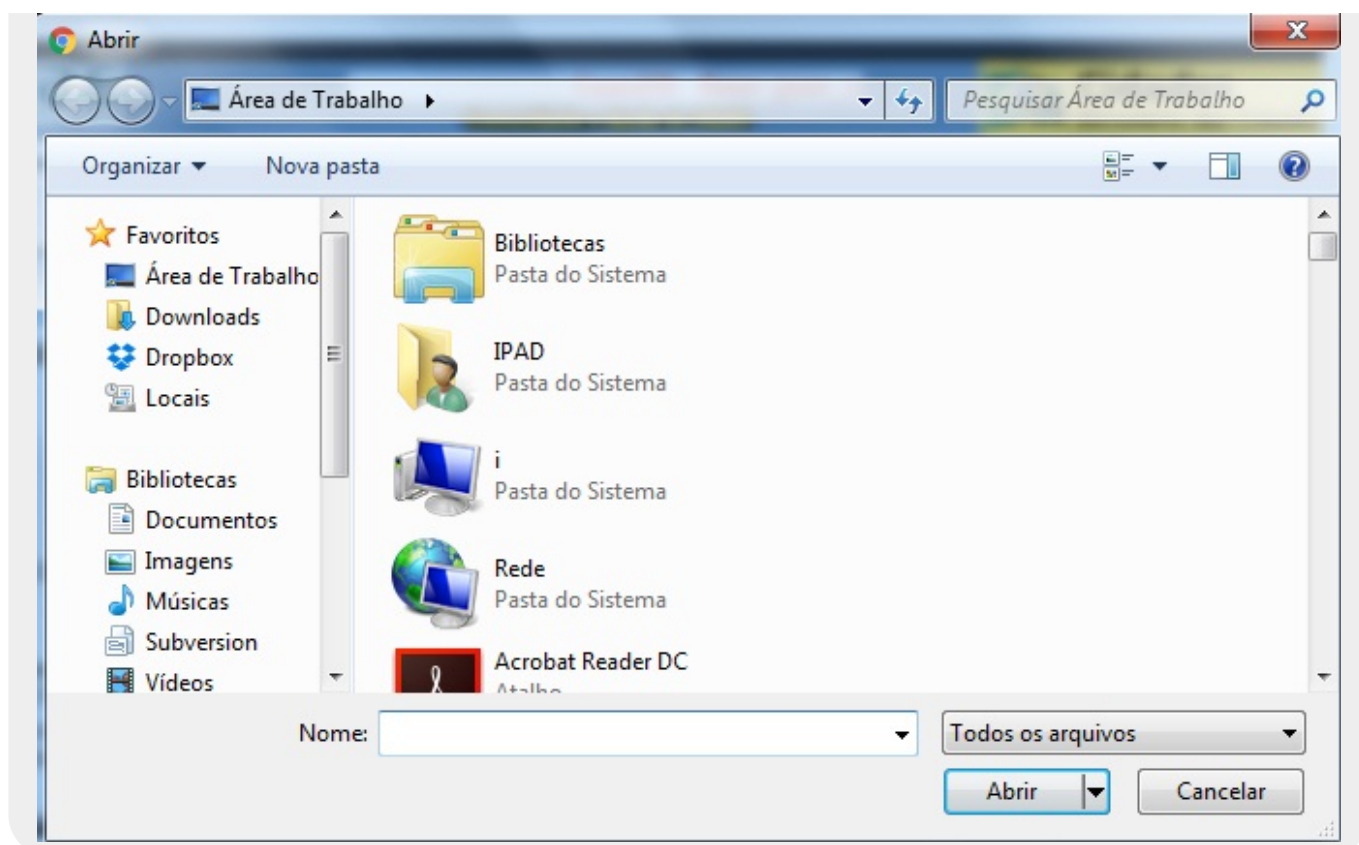 Abrir
Área de Trabalho
Pesquisar Área de Trabalho
Organizar
Nova pasta
Favoritos
Área de Trabalho
Downloads
Dropbox
Locais
Bibliotecas
Documentos
Imagens
Músicas
Subversion
Vídeos
Bibliotecas
Pasta do Sistema
IPAD
Pasta do Sistema
i
Pasta do Sistema
Rede
Pasta do Sistema
Acrobat Reader DC
Atalho
Nome:
Todos os arquivos
Abrir
Cancelar